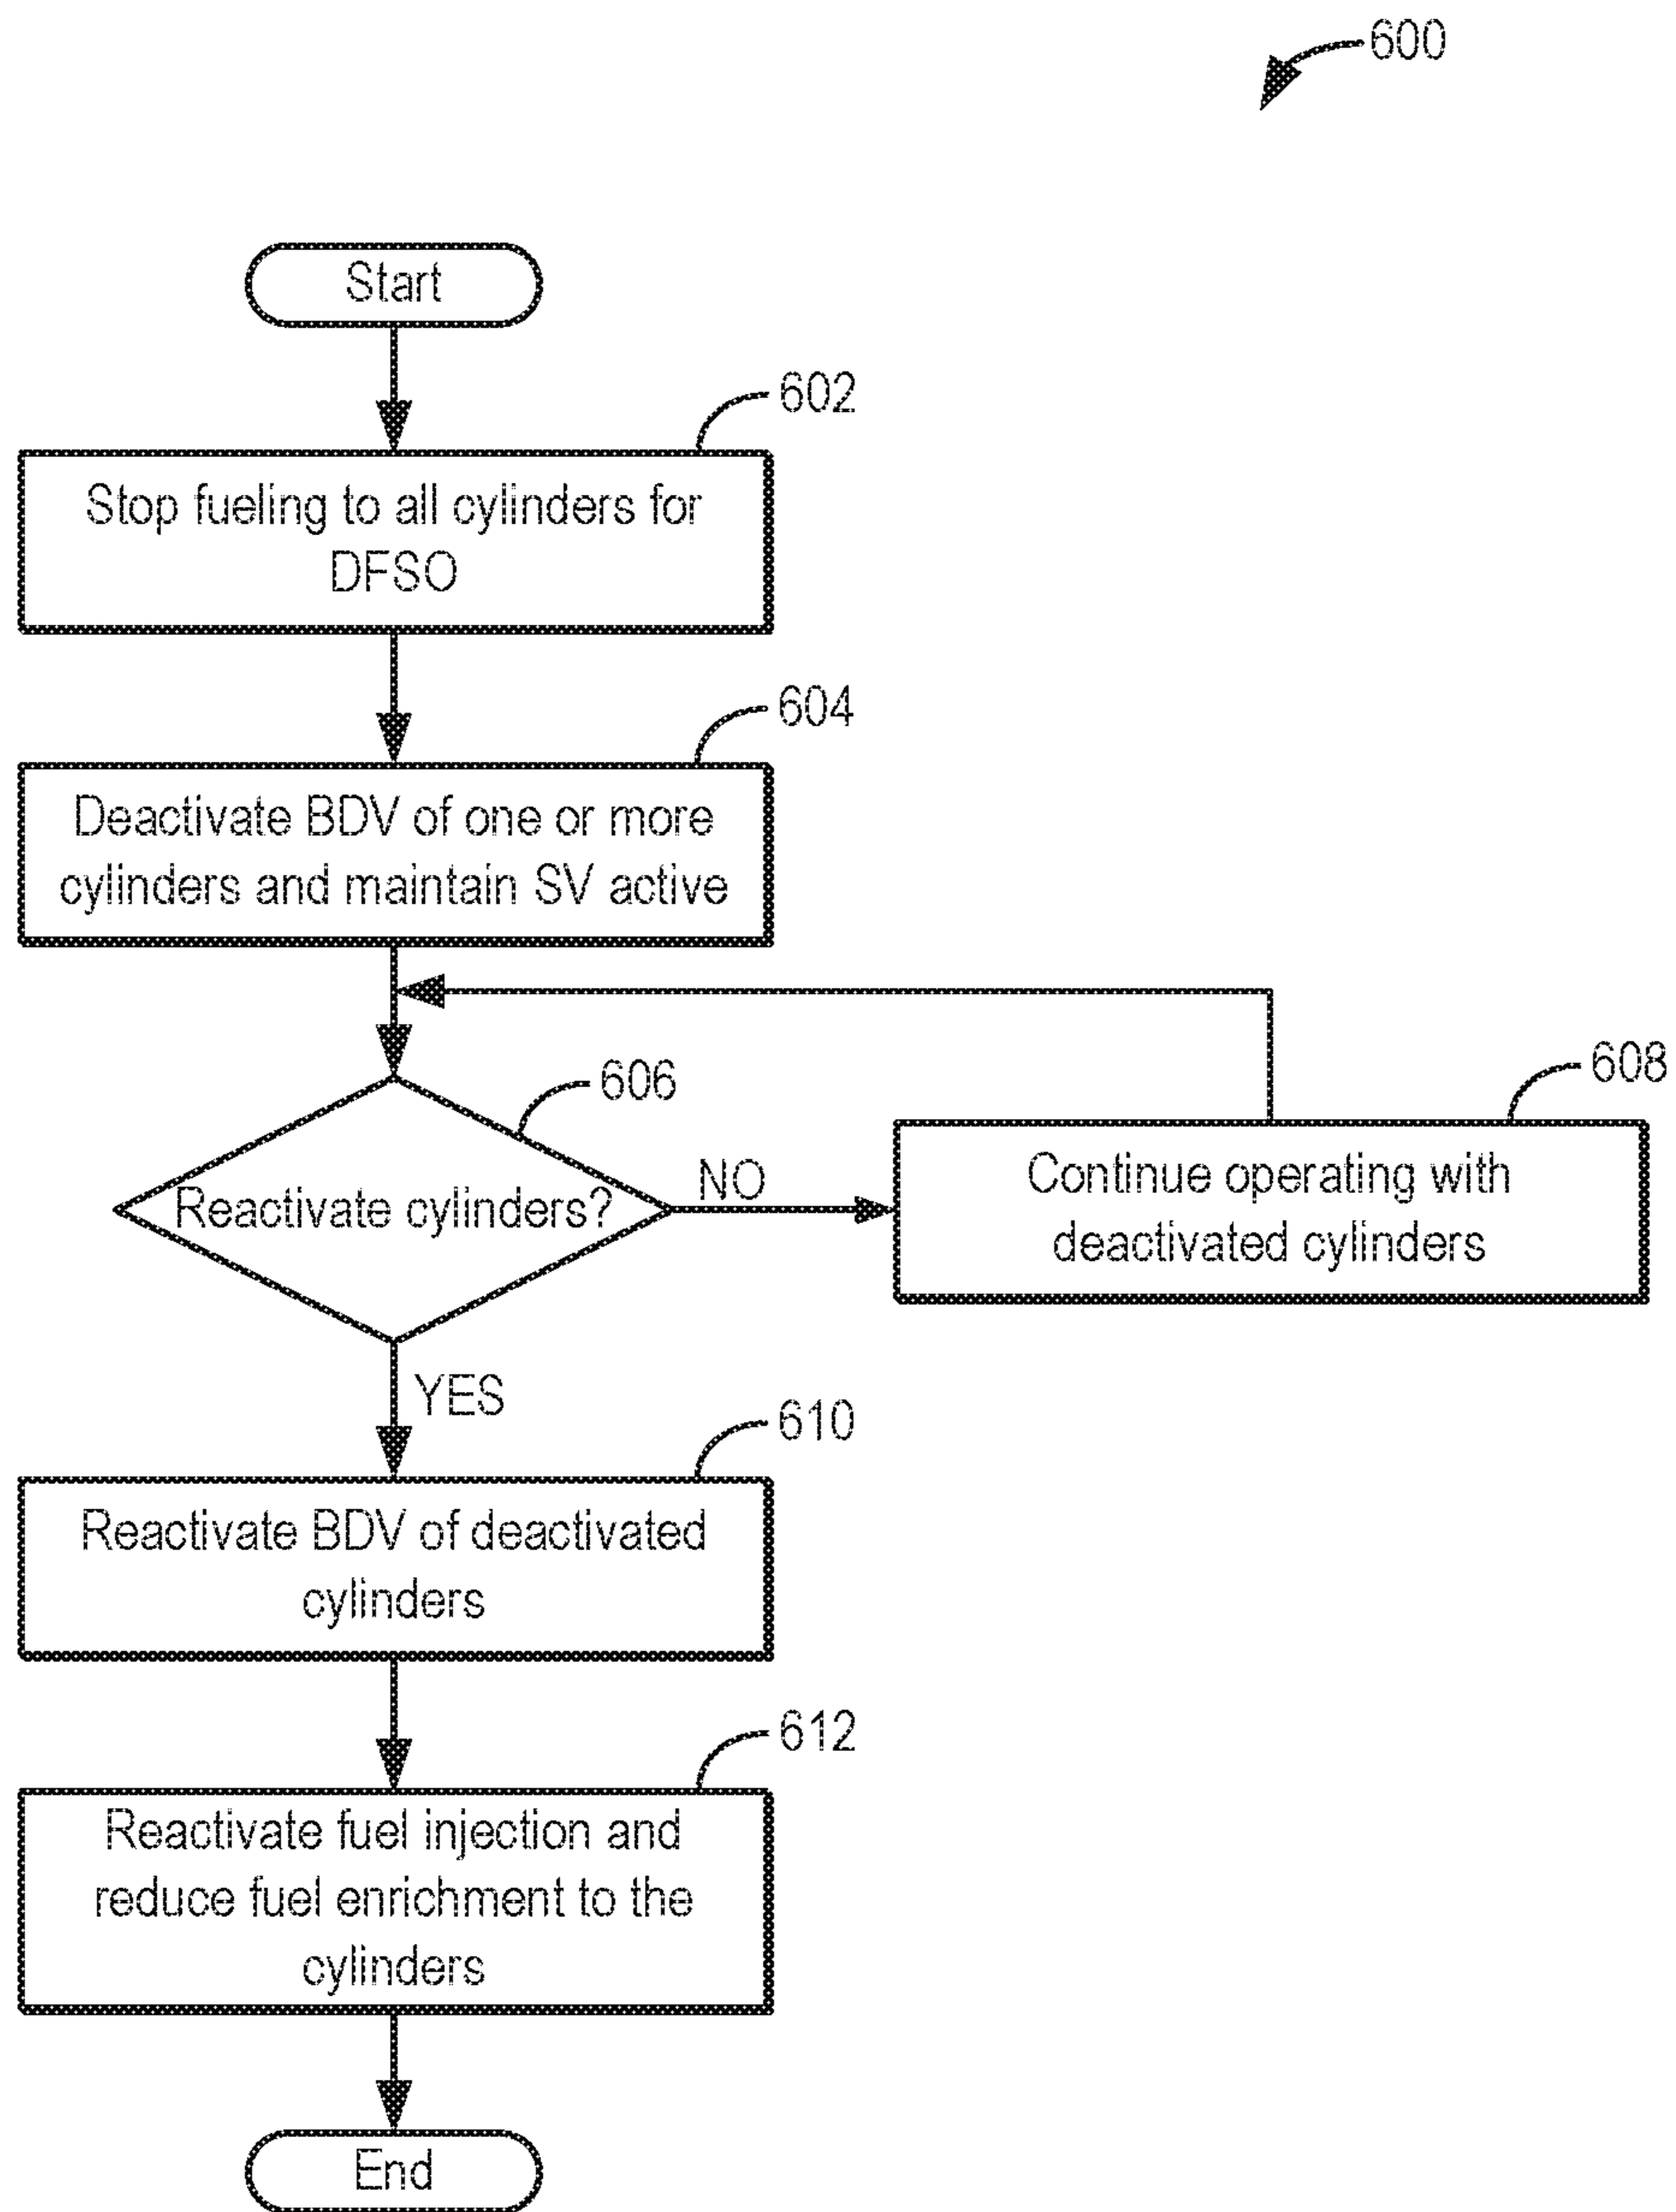 600
Start
602
Stop fueling to all cylinders for
DFSO
604
Deactivate BDV of one or more
cylinders and maintain SV active
606
Reactivate cylinders?
NO
608
Continue operating with
deactivated cylinders
YES
610
Reactivate BDV of deactivated
cylinders
612
Reactivate fuel injection and
reduce fuel enrichment to the
cylinders
End